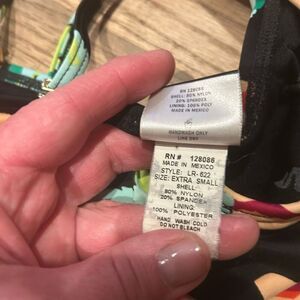 RN 128086
SHELL: 80% NYLON
20% SPANDEX
LINING: 100% POLY
MADE IN MEXICO
HANDWASH ONLY
LINE DRY
RN # 128086
MADE IN MEXICO
STYLE: LR-622
SIZE: EXTRA SMALL
SHELL:
80% NYLON
20% SPANDEX
LINING:
100% POLYESTER
HAND WASH COLD
DO NOT BLEACH